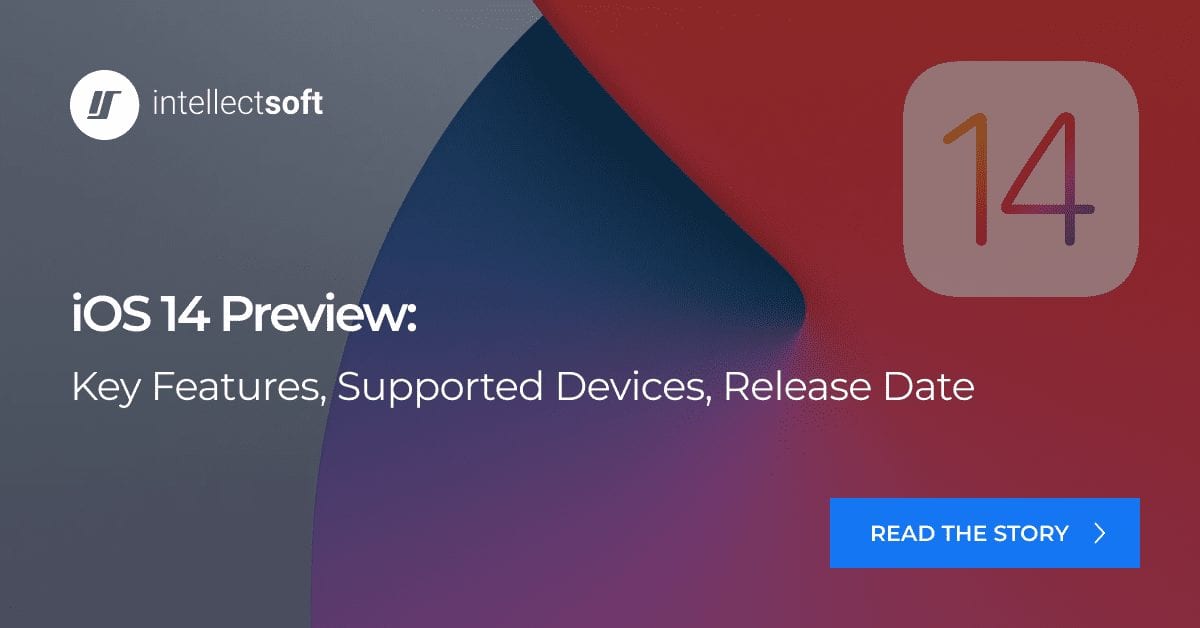 intellectsoft
14
iOS 14 Preview:
Key Features, Supported Devices, Release Date
READ THE STORY